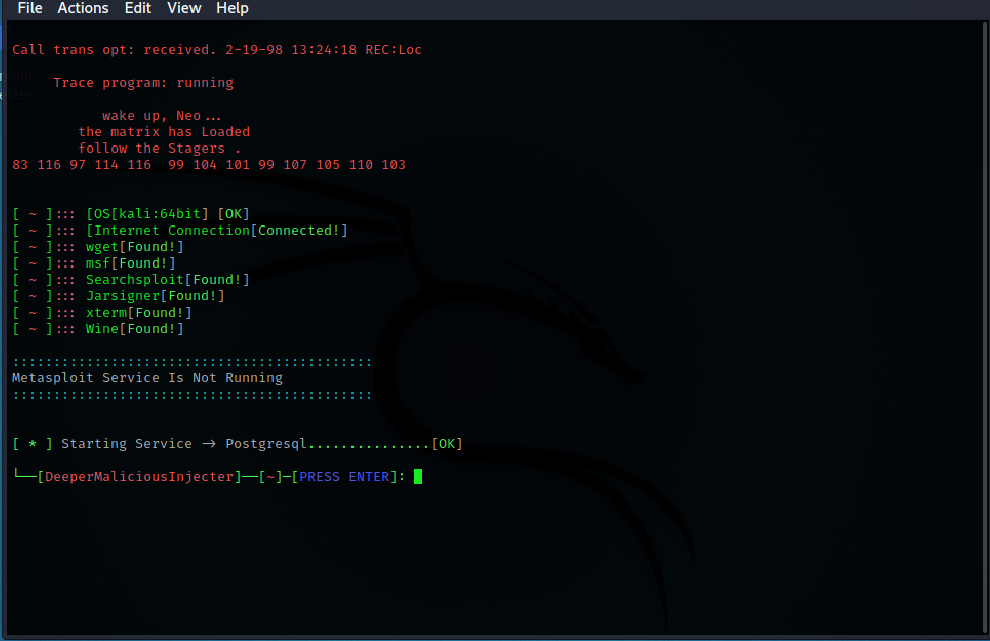 File Actions Edit View Help
Call trans opt: received. 2-19-98 13:24:18 REC:Loc
Trace program: running
wake up, Neo...
the matrix has Loaded
follow the Stagers .
83 116 97 114 116  99 104 101 99 107 105 110 103
[ ~ ]::: [OS[kali:64bit] [OK]
[ ~ ]::: [Internet Connection[Connected!]
[ ~ ]::: wget[Found!]
[ ~ ]::: msf[Found!]
[ ~ ]::: Searchsploit[Found!]
[ ~ ]::: Jarsigner[Found!]
[ ~ ]::: xterm[Found!]
[ ~ ]::: Wine[Found!]
::::::::::::::::::::::::::::::::::::::::::::
Metasploit Service Is Not Running
::::::::::::::::::::::::::::::::::::::::::::
[ * ] Starting Service → Postgresql...............[OK]
└──[DeeperMaliciousInjecter]──[~]─[PRESS ENTER]: